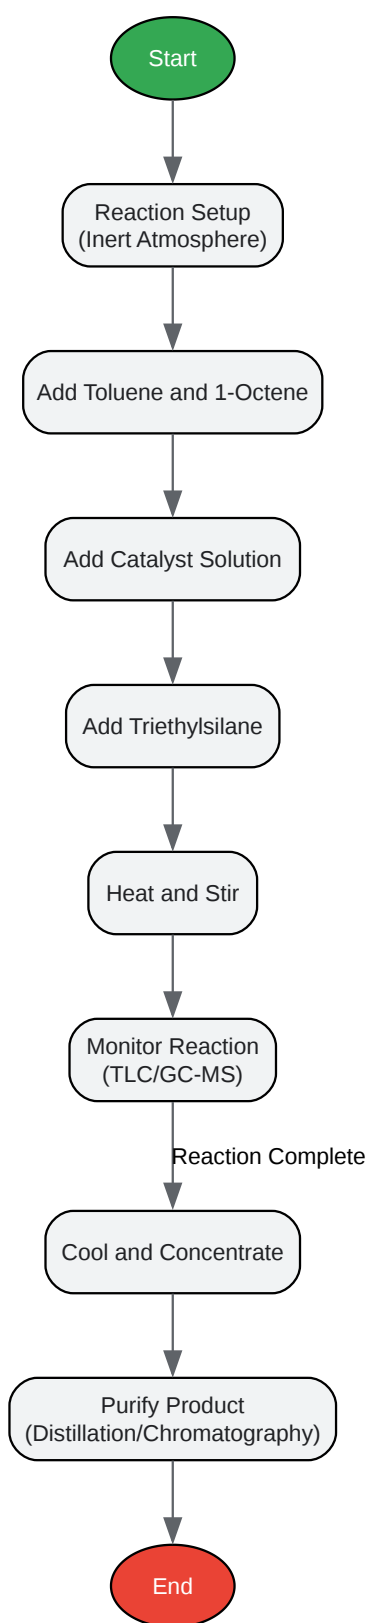 Start
Reaction Setup
(Inert Atmosphere)
Add Toluene and 1-Octene
Add Catalyst Solution
Add Triethylsilane
Heat and Stir
Monitor Reaction
(TLC/GC-MS)
Reaction Complete
Cool and Concentrate
Purify Product
(Distillation/Chromatography)
End